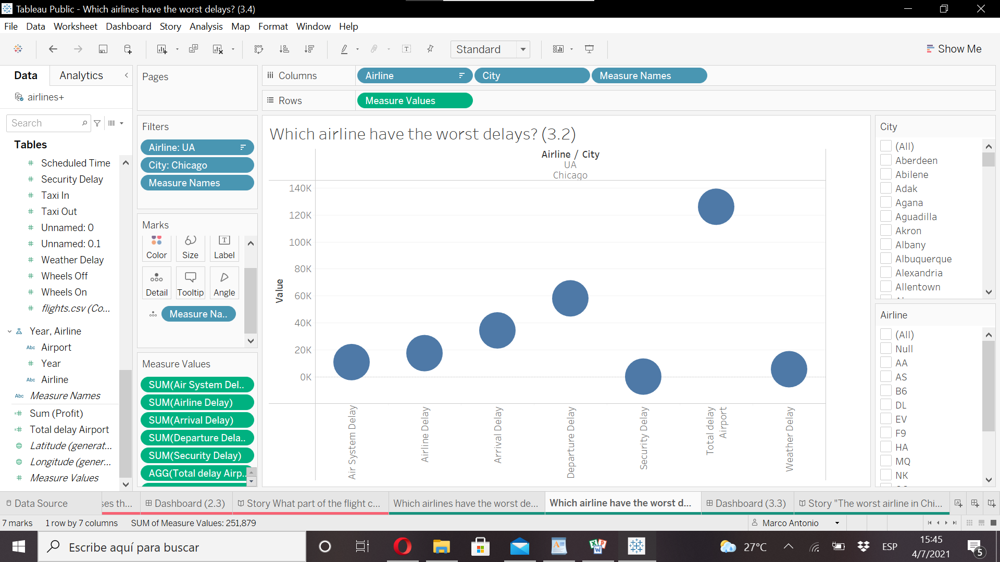 Tableau Public - Which airlines have the worst delays? (3.4)
File Data Worksheet Dashboard Story Analysis Map Format Window Help
Standard
Show Me
Data Analytics
airlines+
Search
Tables
Scheduled Time
Security Delay
Taxi In
Taxi Out
Unnamed: 0
Unnamed: 0.1
Weather Delay
Wheels Off
Wheels On
flights.csv (Co...
Year, Airline
Abc Airport
Year
Abc Airline
Abc Measure Names
Sum (Profit)
Total delay Airport
Latitude (generat...
Longitude (gener...
Measure Values
Pages
Filters
Airline: UA
City: Chicago
Measure Names
Marks
Color Size Label
Detail Tooltip Angle
Measure Na..
Measure Values
SUM(Air System Del..
SUM(Airline Delay)
SUM(Arrival Delay)
SUM(Departure Dela..
SUM(Security Delay)
AGG(Total delay Airp..
Columns Airline City Measure Names
Rows Measure Values
Which airline have the worst delays? (3.2)
Airline / City
UA
Chicago
Value
140K
120K
100K
80K
60K
40K
20K
0K
Air System Delay
Airline Delay
Arrival Delay
Departure Delay
Security Delay
Total delay
Airport
Weather Delay
City
(All)
Aberdeen
Abilene
Adak
Agana
Aguadilla
Akron
Albany
Albuquerque
Alexandria
Allentown
Airline
(All)
Null
AA
AS
B6
DL
EV
F9
HA
MQ
NK
Data Source ses th... Dashboard (2.3) Story What part of the flight c... Which airlines have the worst de... Which airline have the worst d... Dashboard (3.3) Story "The worst airline in Chi...
7 marks 1 row by 7 columns SUM of Measure Values: 251,879 Marco Antonio
Escribe aquí para buscar
27°C ESP
15:45
4/7/2021
5